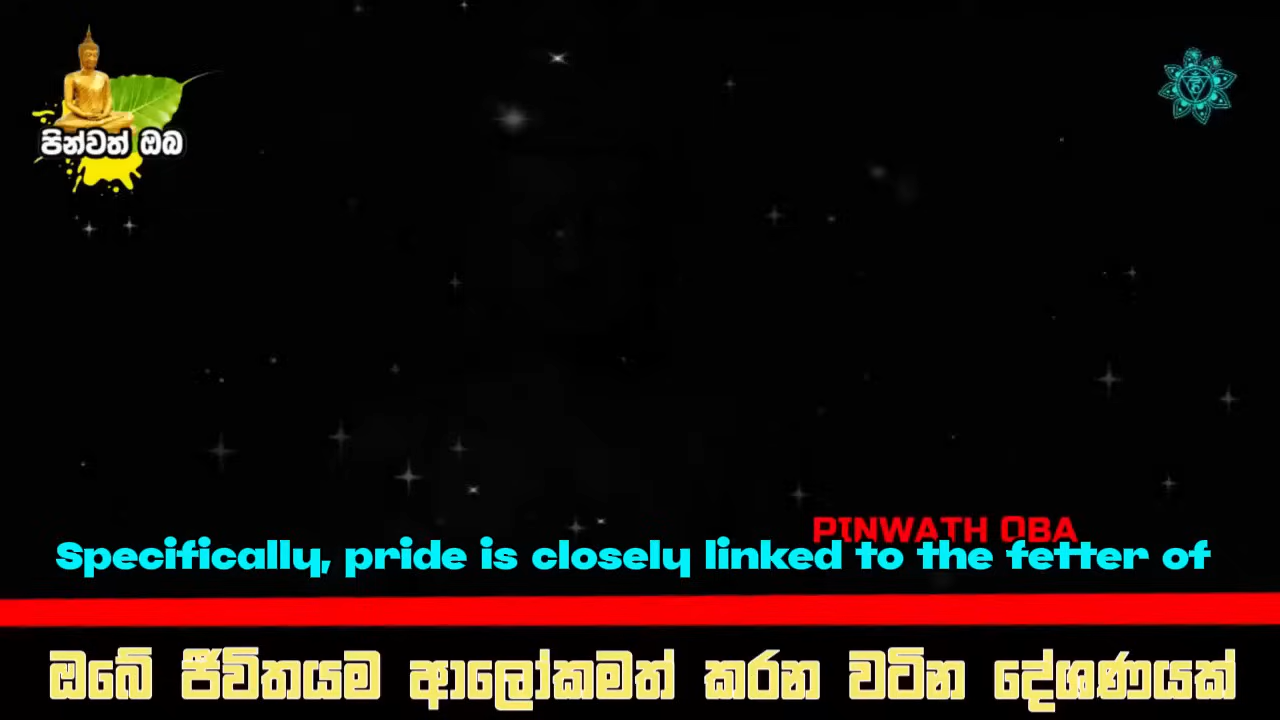 පින්වත් ඔබ
PINWATH OBA
Specifically, pride is closely linked to the fetter of
ඔබේ ජීවිතයම ආලෝකමත් කරන වටින දේශණයක්